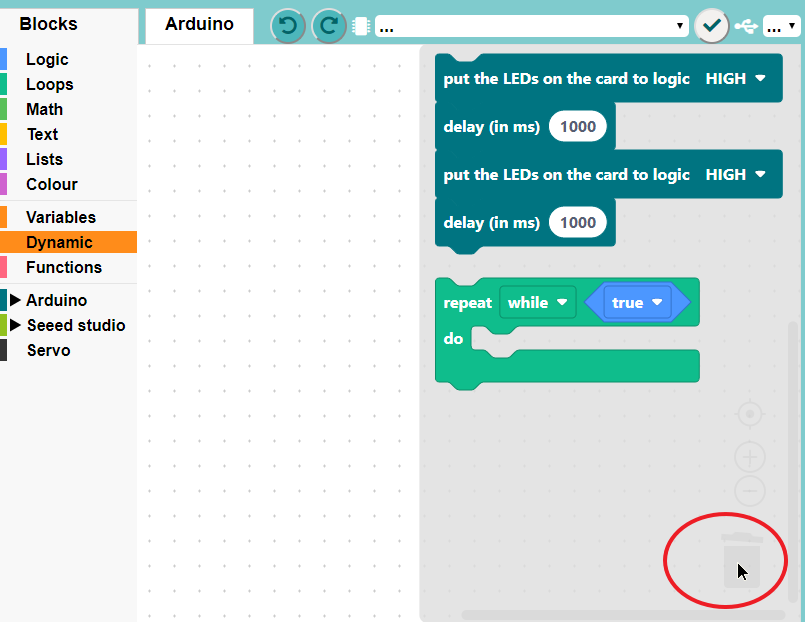 Blocks
Arduino
...
...
Logic
Loops
Math
Text
Lists
Colour
Variables
Dynamic
Functions
Arduino
Seeed studio
Servo
put the LEDs on the card to logic HIGH
delay (in ms) 1000
put the LEDs on the card to logic HIGH
delay (in ms) 1000
repeat while true
do